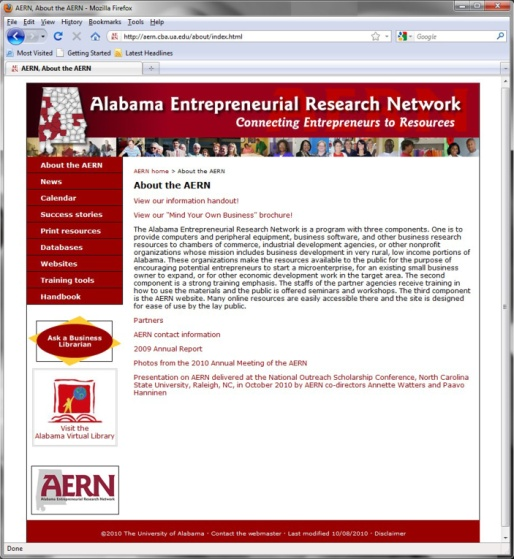 AERN, About the AERN - Mozilla Firefox
File Edit View History Bookmarks Tools Help
http://aern.cba.ua.edu/about/index.html
Google
Most Visited Getting Started Latest Headlines
AERN, About the AERN
Alabama Entrepreneurial Research Network
Connecting Entrepreneurs to Resources
About the AERN
News
Calendar
Success stories
Print resources
Databases
Websites
Training tools
Handbook
Ask a Business
Librarian
Visit the
Alabama Virtual Library
AERN
Alabama Entrepreneurial Research Network
AERN home > About the AERN
About the AERN
View our information handout!
View our "Mind Your Own Business" brochure!
The Alabama Entrepreneurial Research Network is a program with three components. One is to
provide computers and peripheral equipment, business software, and other business research
resources to chambers of commerce, industrial development agencies, or other nonprofit
organizations whose mission includes business development in very rural, low income portions of
Alabama. These organizations make the resources available to the public for the purpose of
encouraging potential entrepreneurs to start a microenterprise, for an existing small business
owner to expand, or for other economic development work in the target area. The second
component is a strong training emphasis. The staffs of the partner agencies receive training in
how to use the materials and the public is offered seminars and workshops. The third component
is the AERN website. Many online resources are easily accessible there and the site is designed
for ease of use by the lay public.
Partners
AERN contact information
2009 Annual Report
Photos from the 2010 Annual Meeting of the AERN
Presentation on AERN delivered at the National Outreach Scholarship Conference, North Carolina
State University, Raleigh, NC, in October 2010 by AERN co-directors Annette Watters and Paavo
Hanninen
©2010 The University of Alabama · Contact the webmaster · Last modified 10/08/2010 · Disclaimer
Done